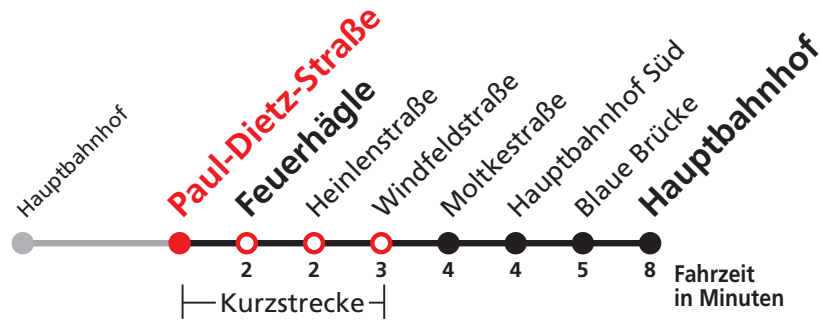 Hauptbahnhof
Paul-Dietz-Straße
Feuerhägle
Heinlenstraße
Windfeldstraße
Moltkestraße
Hauptbahnhof Süd
Blaue Brücke
Hauptbahnhof
2 2 3 4 4 5 8 Fahrzeit
in Minuten
Kurzstrecke